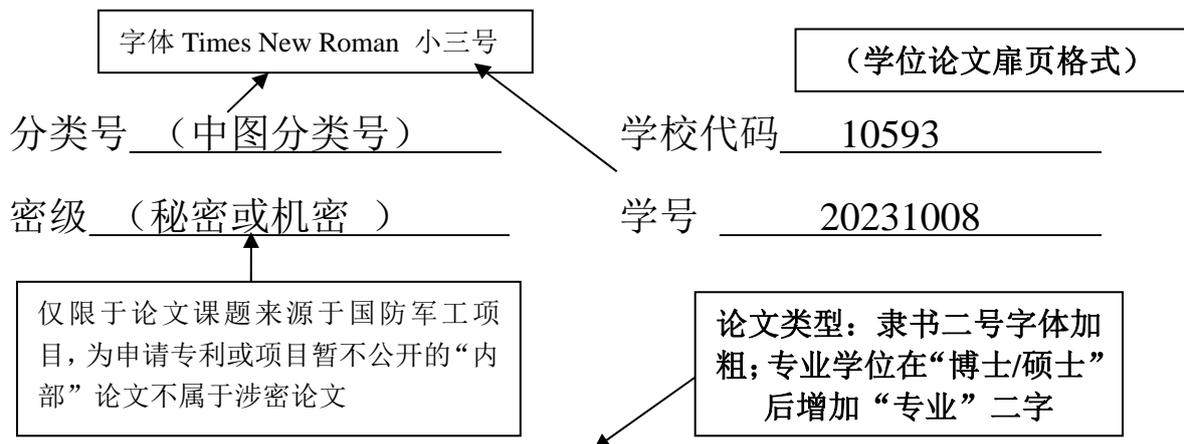 字体 Times New Roman 小三号
（学位论文扉页格式）
分类号 （中图分类号）
学校代码 10593
密级 （秘密或机密 ）
学号 20231008
仅限于论文课题来源于国防军工项
目，为申请专利或项目暂不公开的“内
部”论文不属于涉密论文
论文类型：隶书二号字体加
粗；专业学位在“博士/硕士”
后增加“专业”二字